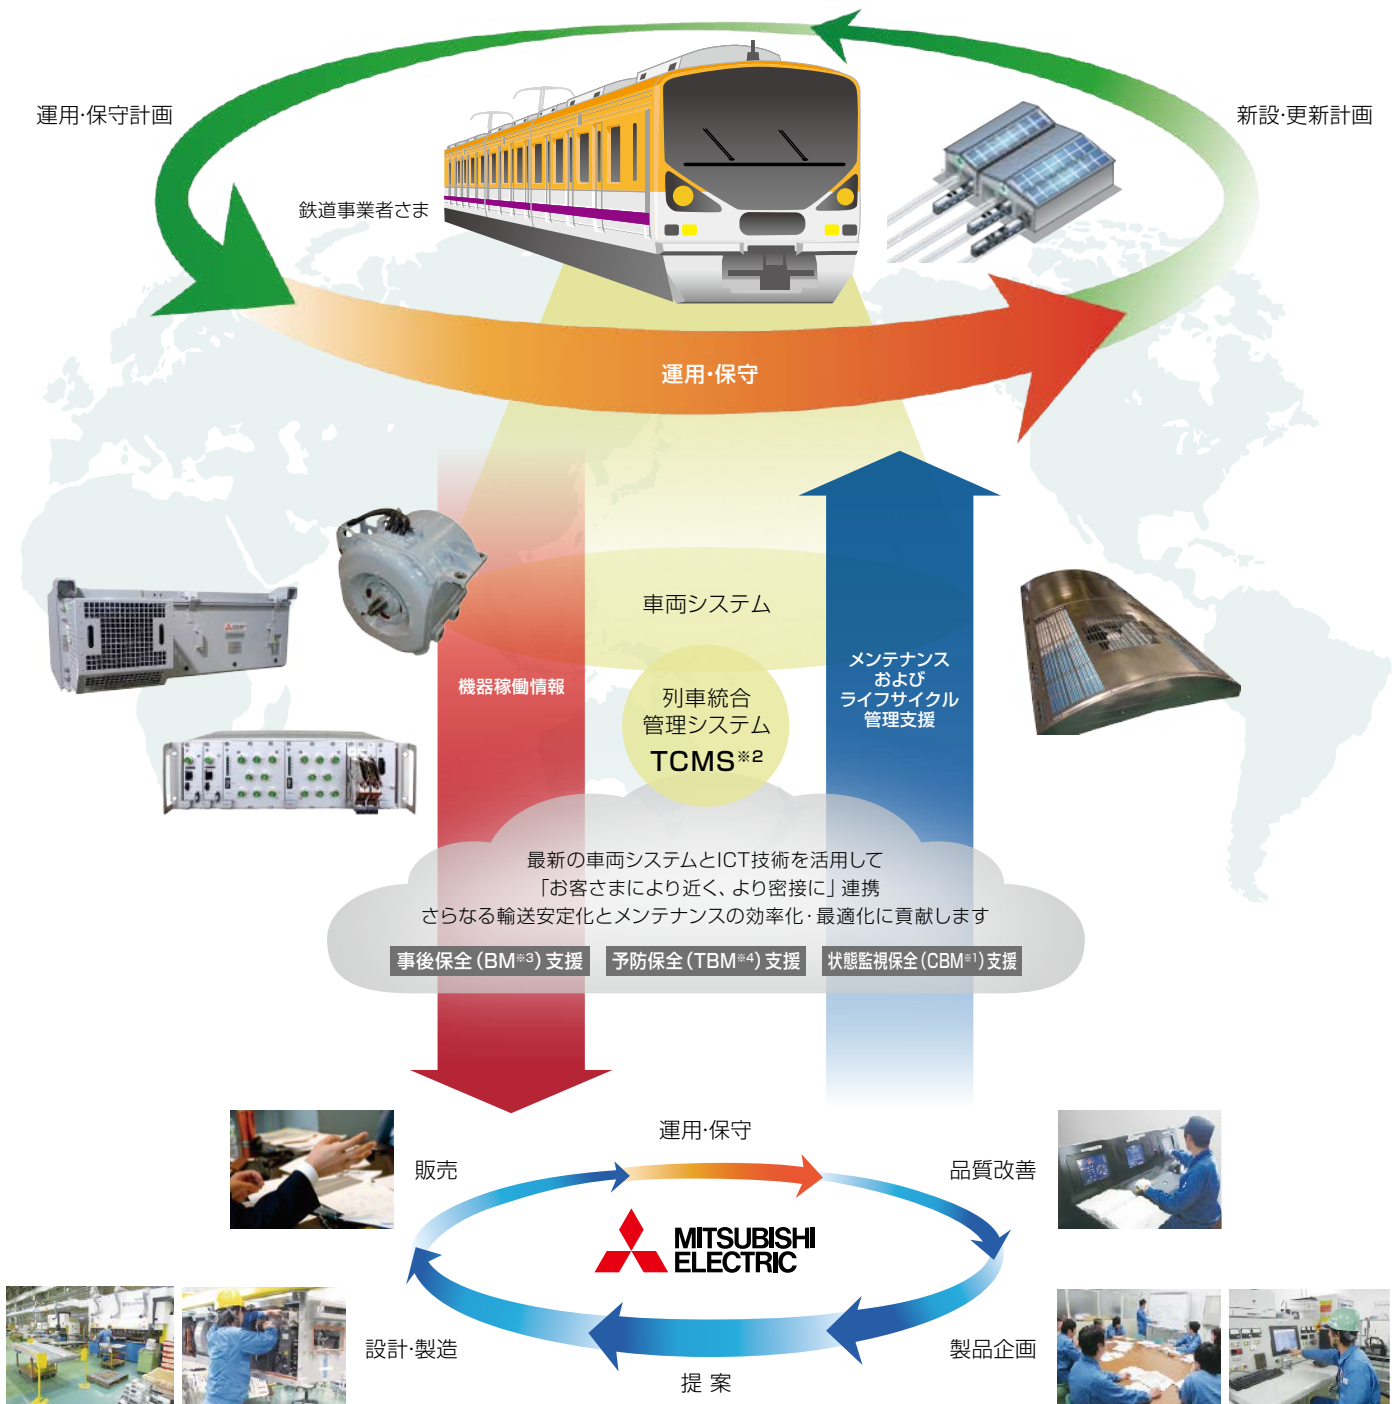 運用・保守計画
新設・更新計画
鉄道事業者さま
運用・保守
車両システム
機器稼働情報
列車統合
管理システム
TCMS※2
メンテナンス
および
ライフサイクル
管理支援
最新の車両システムとICT技術を活用して
「お客さまにより近く、より密接に」連携
さらなる輸送安定化とメンテナンスの効率化・最適化に貢献します
事後保全(BM※3)支援
予防保全(TBM※4)支援
状態監視保全(CBM※1)支援
運用・保守
販売
品質改善
MITSUBISHI
ELECTRIC
設計・製造
製品企画
提 案